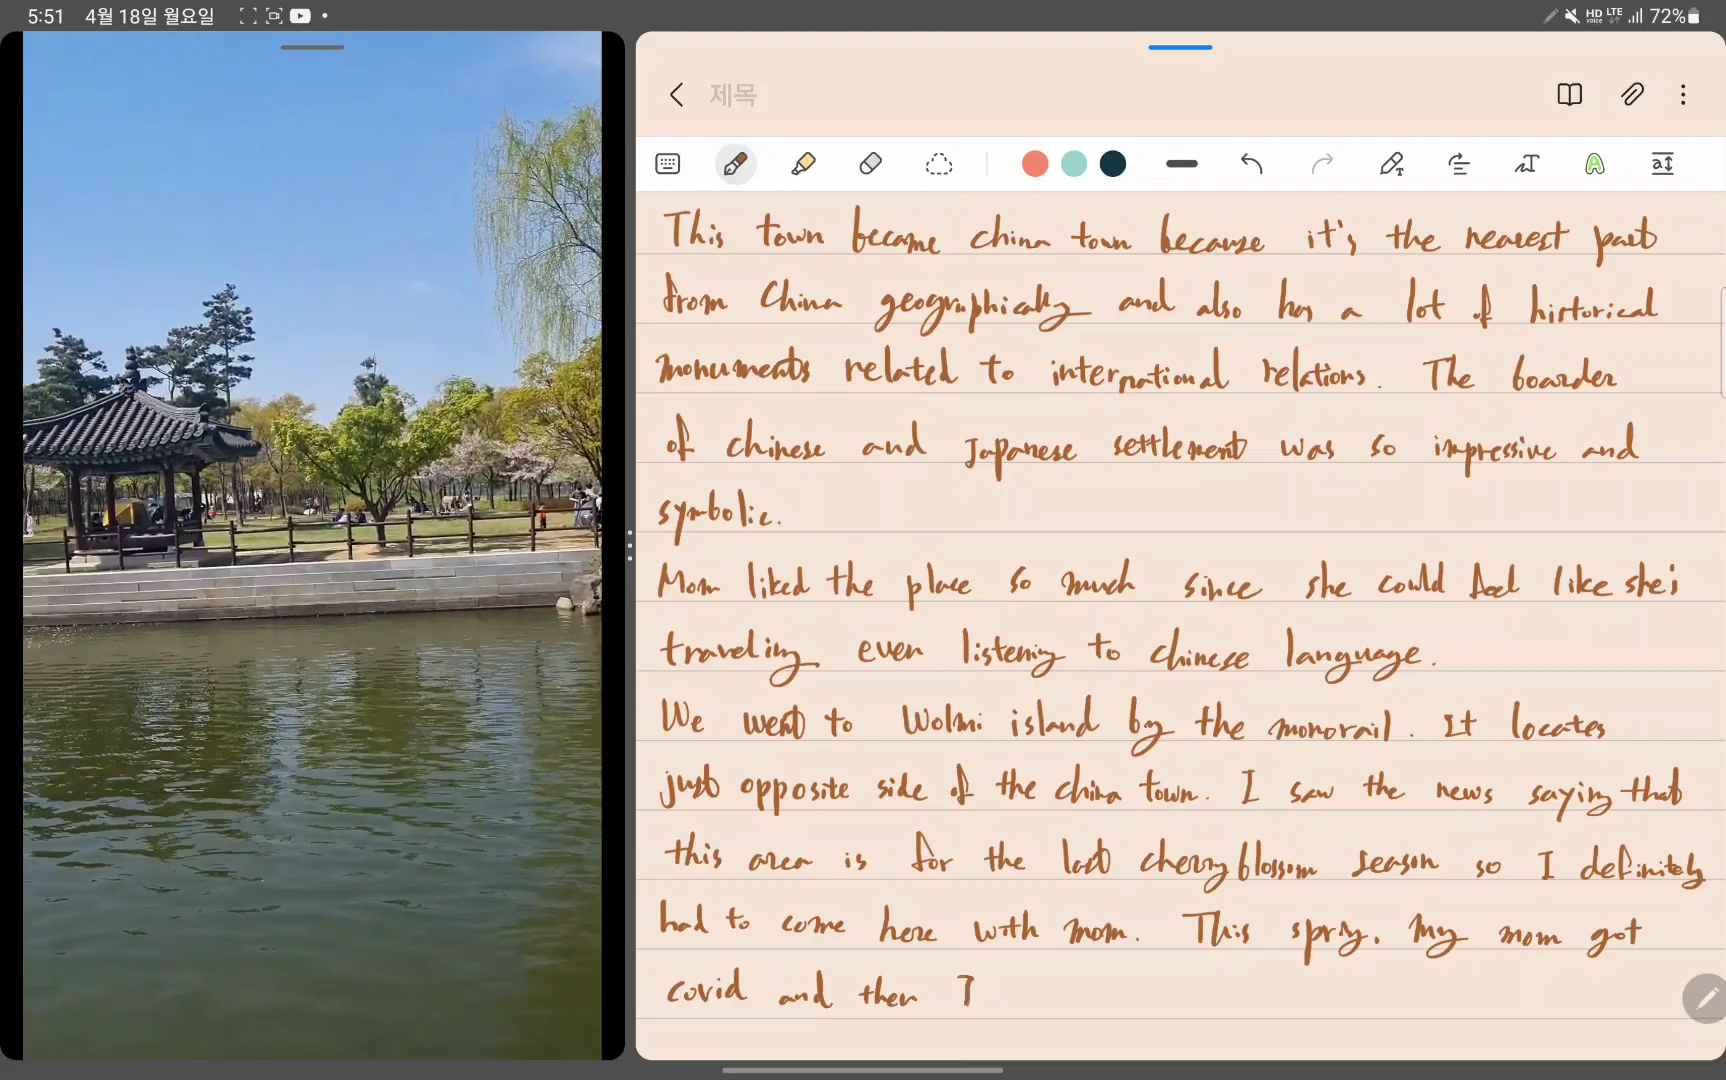 5:51 4월 18일 월요일 HD voice LTE 72%
제목
This town became china town because it's the nearest part
from China geographically and also has a lot of historical
monuments related to international relations. The boarder
of chinese and Japanese settlement was so impressive and
symbolic.
Mom liked the place so much since she could feel like she's
traveling even listening to chinese language.
We went to Wolmi island by the monorail. It locates
just opposite side of the china town. I saw the news saying that
this area is for the last cherry blossom season so I definitely
had to come here with mom. This spring, my mom got
covid and then I